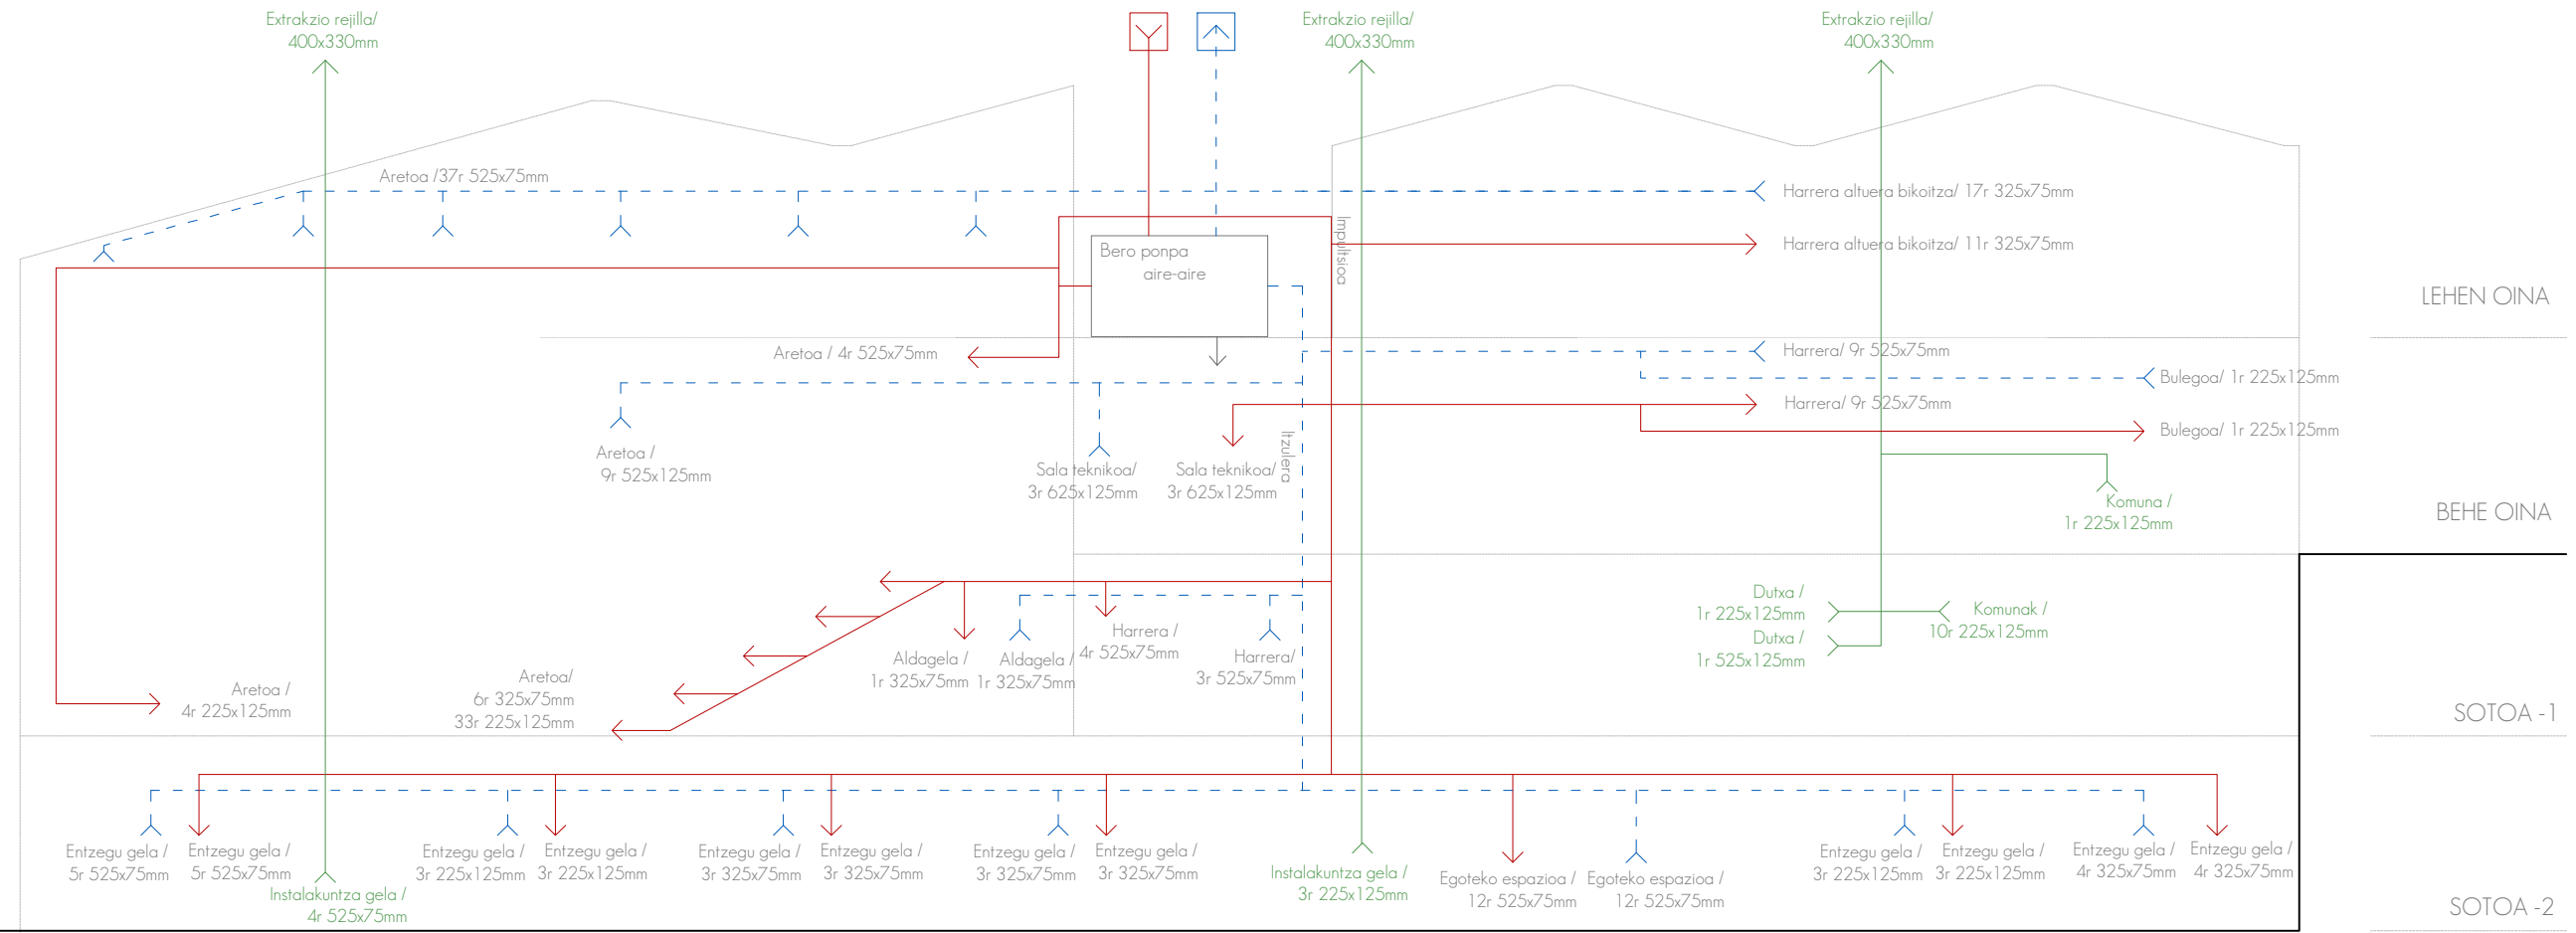 Extrakzio rejilla/
400x330mm
Extrakzio rejilla/
400x330mm
Extrakzio rejilla/
400x330mm
Aretoa /37r 525x75mm
Harrera altuera bikoitza/ 17r 325x75mm
Impultsioa
Harrera altuera bikoitza/ 11r 325x75mm
Bero ponpa
aire-aire
LEHEN OINA
Aretoa / 4r 525x75mm
Harrera/ 9r 525x75mm
Bulegoa/ 1r 225x125mm
Harrera/ 9r 525x75mm
Bulegoa/ 1r 225x125mm
Itzulera
Aretoa /
9r 525x125mm
Sala teknikoa/
3r 625x125mm
Sala teknikoa/
3r 625x125mm
Komuna /
1r 225x125mm
BEHE OINA
Dutxa /
1r 225x125mm
Komunak /
10r 225x125mm
Dutxa /
1r 525x125mm
Harrera /
4r 525x75mm
Aldagela /
1r 325x75mm
Aldagela /
1r 325x75mm
Harrera/
3r 525x75mm
Aretoa/
6r 325x75mm
33r 225x125mm
Aretoa /
4r 225x125mm
SOTOA -1
Entzegu gela /
5r 525x75mm
Entzegu gela /
5r 525x75mm
Entzegu gela /
3r 225x125mm
Entzegu gela /
3r 225x125mm
Entzegu gela /
3r 325x75mm
Entzegu gela /
3r 325x75mm
Entzegu gela /
3r 325x75mm
Entzegu gela /
3r 325x75mm
Instalakuntza gela /
3r 225x125mm
Egoteko espazioa /
12r 525x75mm
Egoteko espazioa /
12r 525x75mm
Entzegu gela /
3r 225x125mm
Entzegu gela /
3r 225x125mm
Entzegu gela /
4r 325x75mm
Entzegu gela /
4r 325x75mm
Instalakuntza gela /
4r 525x75mm
SOTOA -2